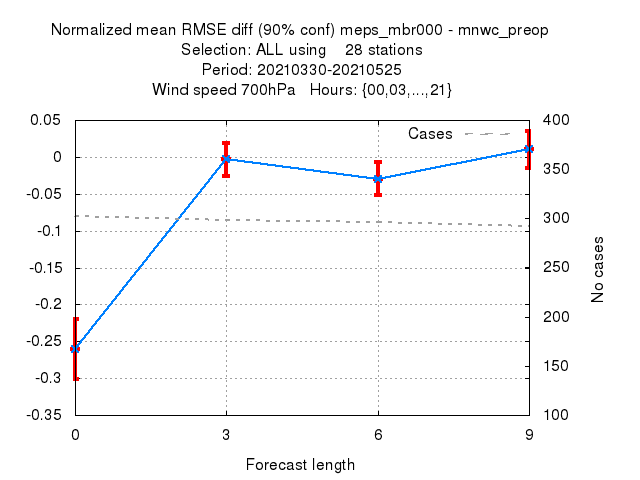 Normalized mean RMSE diff (90% conf) meps_mbr000 - mnwc_preop
Selection: ALL using    28 stations
Period: 20210330-20210525
Wind speed 700hPa   Hours: {00,03,...,21}
Cases
0.05
0
-0.05
-0.1
-0.15
-0.2
-0.25
-0.3
-0.35
400
350
300
250
200
150
100
No cases
0 3 6 9
Forecast length